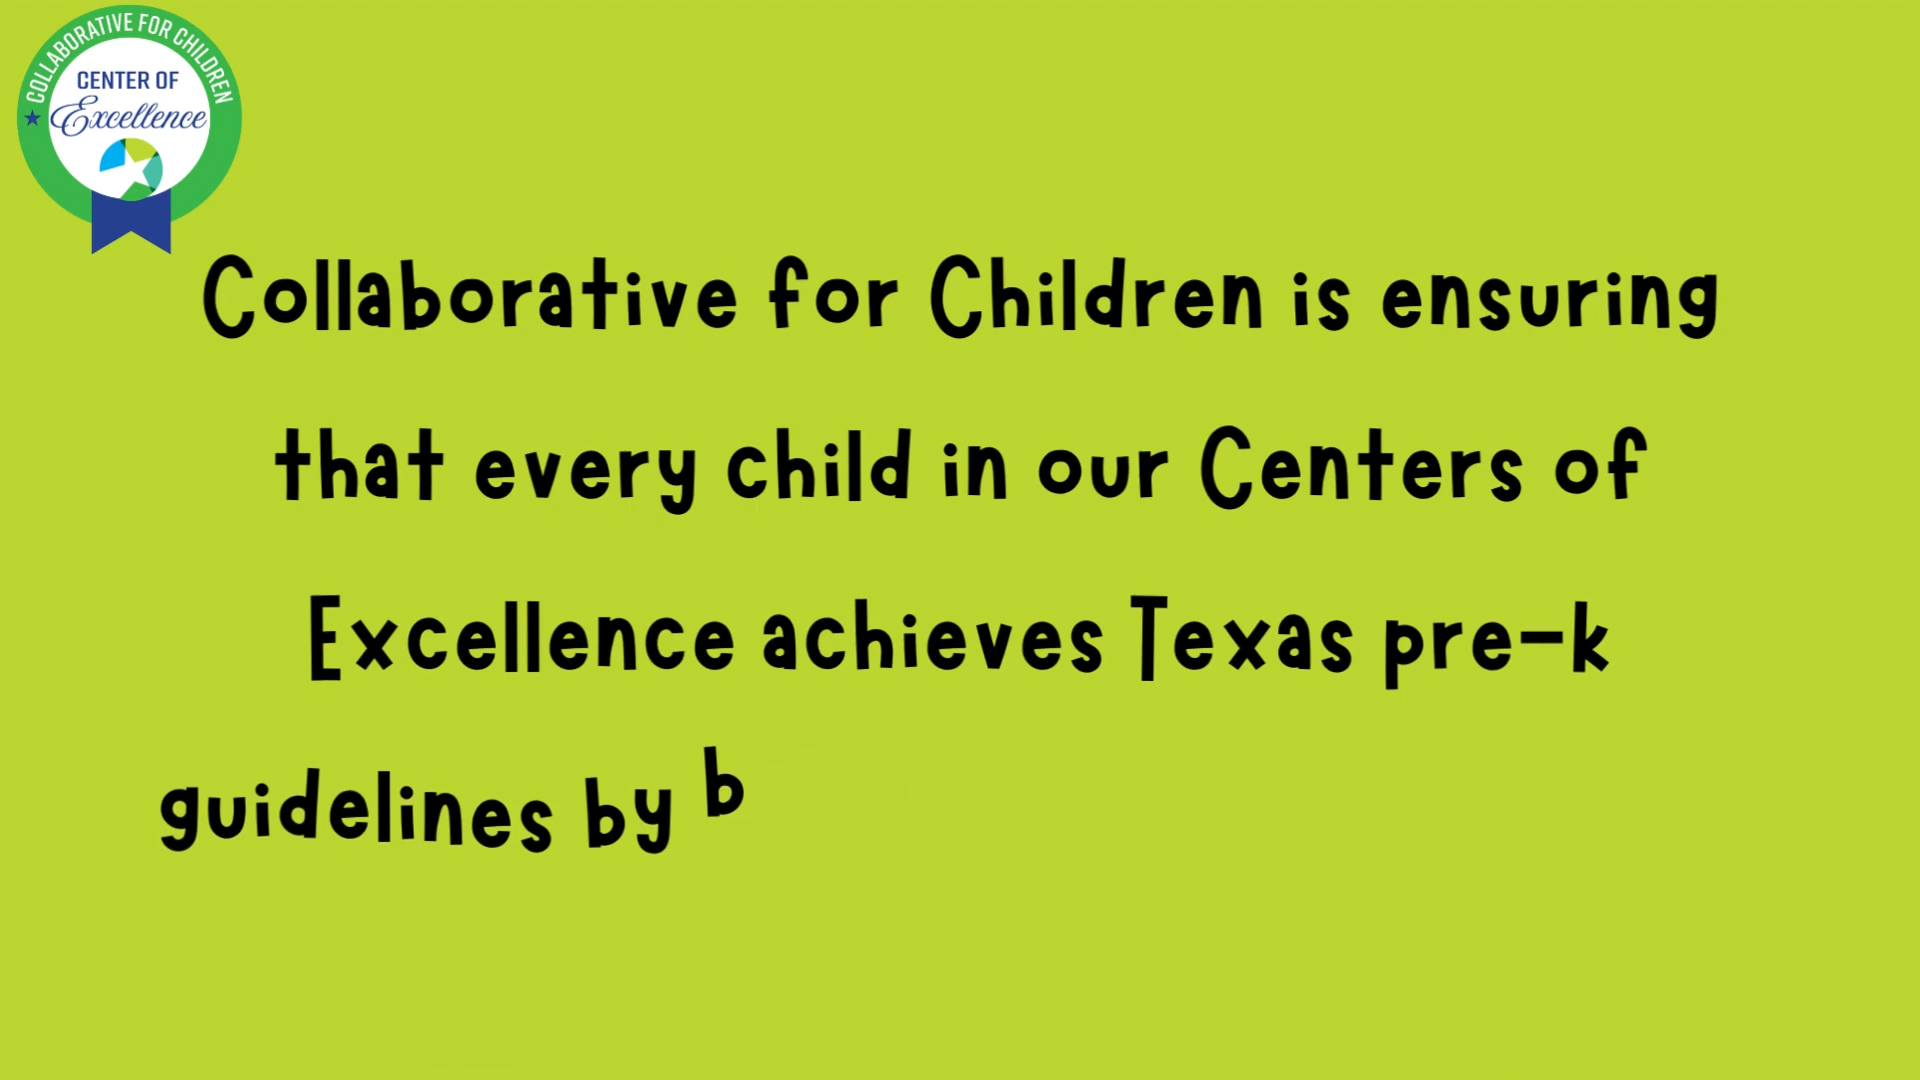 COLLABORATIVE FOR CHILDREN
CENTER OF
Excellence
Collaborative for Children is ensuring
that every child in our Centers of
Excellence achieves Texas pre-k
guidelines by b